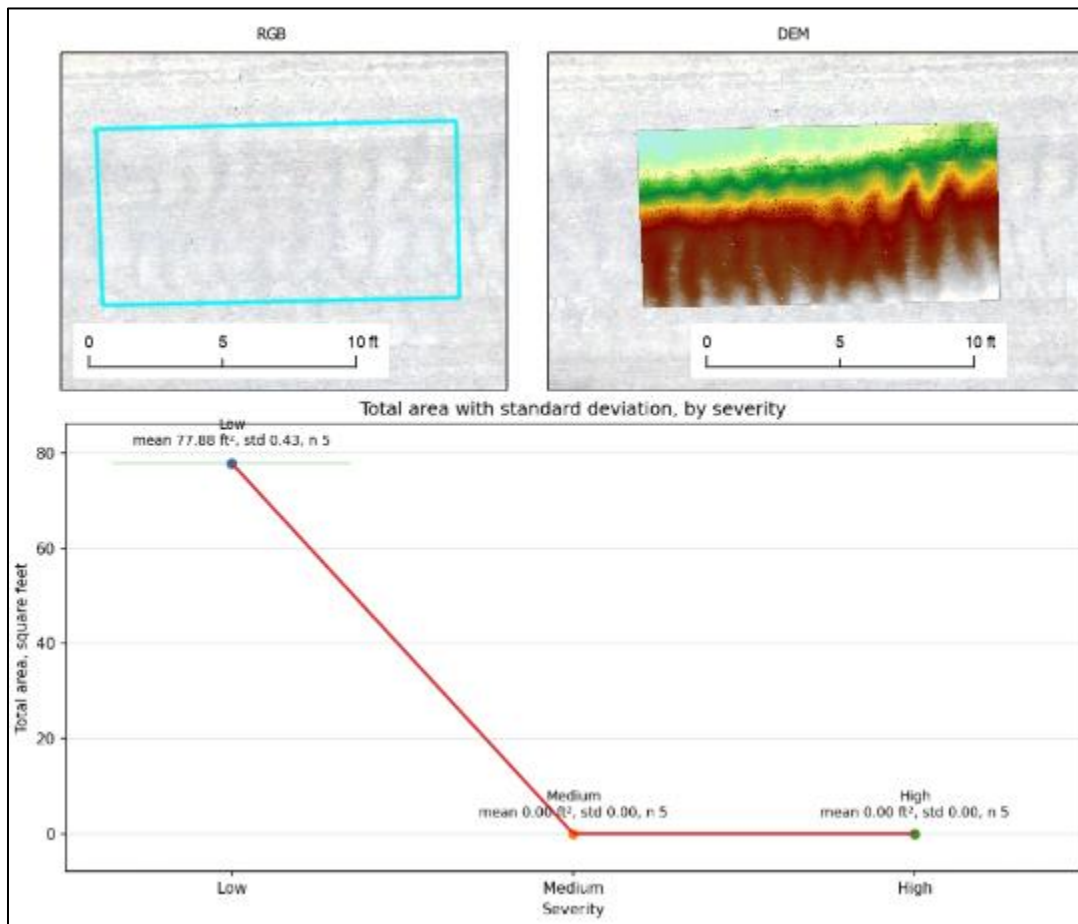 RGB
DEM
0 5 10 ft
0 5 10 ft
Total area with standard deviation, by severity
Low
mean 77.88 ft², std 0.43, n 5
80
60
40
20
0
Total area, square feet
Medium
mean 0.00 ft², std 0.00, n 5
High
mean 0.00 ft², std 0.00, n 5
Low Medium High
Severity